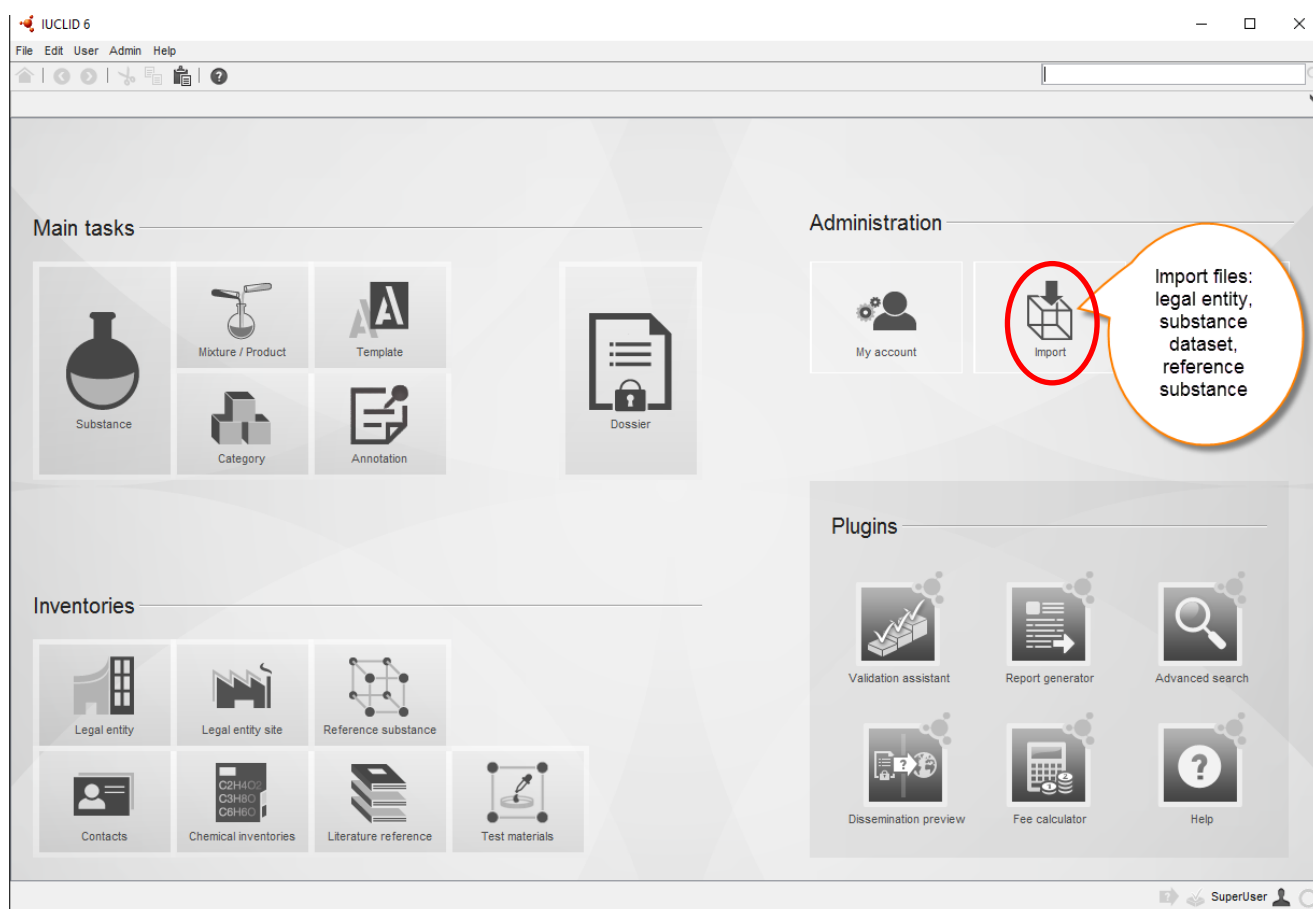 IUCLID 6
File Edit User Admin Help
Main tasks
Mixture / Product
Template
Substance
Category
Annotation
Dossier
Administration
My account
Import
Import files:
legal entity,
substance
dataset,
reference
substance
Plugins
Validation assistant
Report generator
Advanced search
Dissemination preview
Fee calculator
Help
Inventories
Legal entity
Legal entity site
Reference substance
C2H4O2
C3H8O
C6H6O
Contacts
Chemical inventories
Literature reference
Test materials
SuperUser